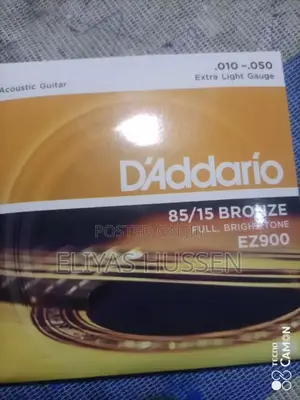 .010 – .050
Acoustic Guitar
Extra Light Gauge
D'Addario
85/15 BRONZE
FULL, BRIGHT TONE
EZ900
ELIYAS HUSSEN
TECNO
CAMON